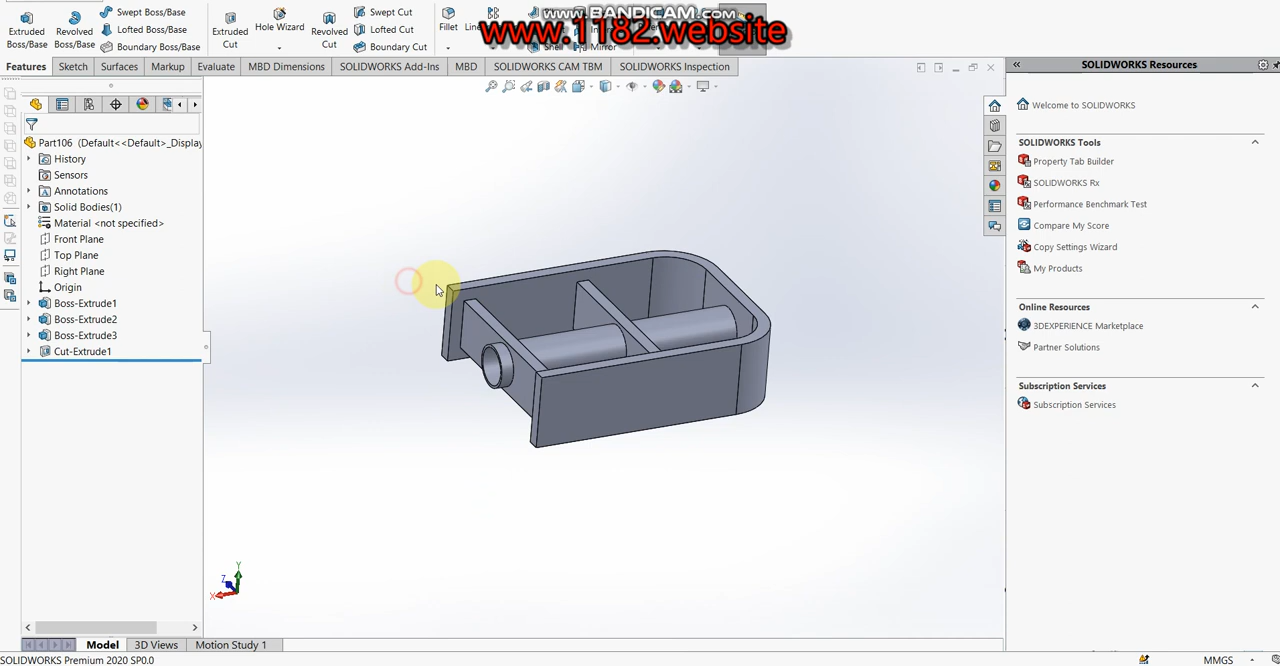 www.BANDICAM.com
www.1182.website
Extruded Boss/Base
Revolved Boss/Base
Swept Boss/Base
Lofted Boss/Base
Boundary Boss/Base
Extruded Cut
Hole Wizard
Revolved Cut
Swept Cut
Lofted Cut
Boundary Cut
Fillet
Shell
Mirror
Features
Sketch
Surfaces
Markup
Evaluate
MBD Dimensions
SOLIDWORKS Add-Ins
MBD
SOLIDWORKS CAM TBM
SOLIDWORKS Inspection
Part106 (Default<<Default>_Display
History
Sensors
Annotations
Solid Bodies(1)
Material <not specified>
Front Plane
Top Plane
Right Plane
Origin
Boss-Extrude1
Boss-Extrude2
Boss-Extrude3
Cut-Extrude1
Y
Z
X
SOLIDWORKS Resources
Welcome to SOLIDWORKS
SOLIDWORKS Tools
Property Tab Builder
SOLIDWORKS Rx
Performance Benchmark Test
Compare My Score
Copy Settings Wizard
My Products
Online Resources
3DEXPERIENCE Marketplace
Partner Solutions
Subscription Services
Subscription Services
Model
3D Views
Motion Study 1
SOLIDWORKS Premium 2020 SP0.0
MMGS